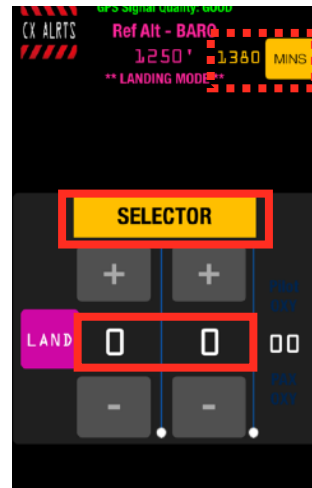 GPS Signal Quality: GOOD
CX ALRTS
Ref Alt - BARO
1250' 1380 MINS
** LANDING MODE **
SELECTOR
+ +
LAND 0 0 00
- -